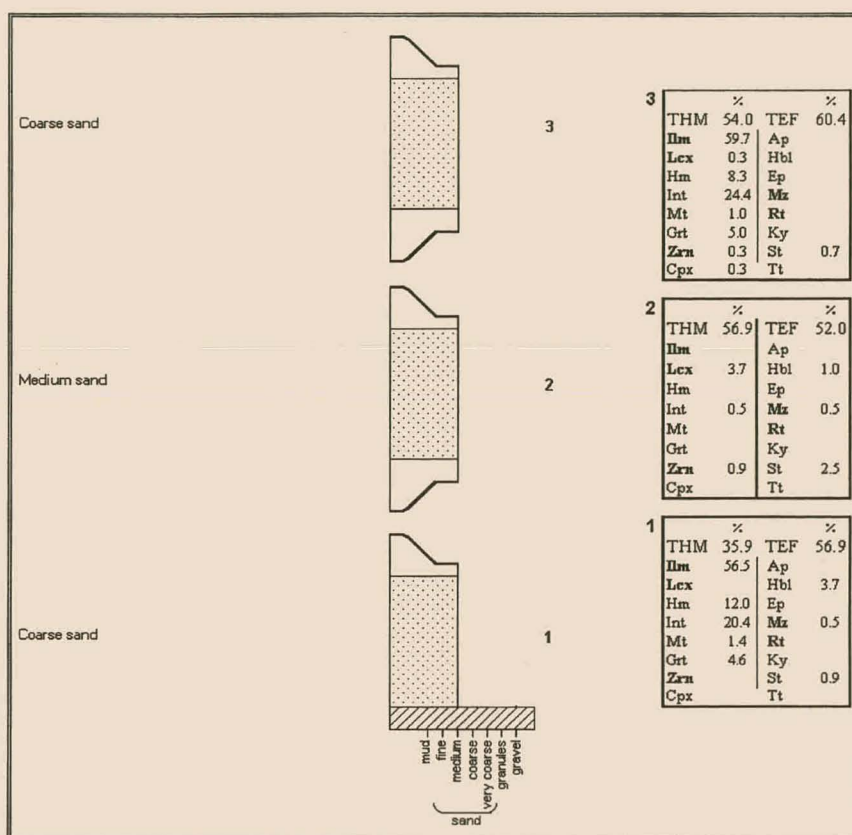 Coarse sand
3
3
% %
THM 54.0 TEF 60.4
Ilm 59.7 Ap
Lcx 0.3 Hbl
Hm 8.3 Ep
Int 24.4 Mz
Mt 1.0 Rt
Grt 5.0 Ky
Zrn 0.3 St 0.7
Cpx 0.3 Tt
Medium sand
2
2
% %
THM 56.9 TEF 52.0
Ilm Ap
Lcx 3.7 Hbl 1.0
Hm Ep
Int 0.5 Mz 0.5
Mt Rt
Grt Ky
Zrn 0.9 St 2.5
Cpx Tt
Coarse sand
1
1
% %
THM 35.9 TEF 56.9
Ilm 56.5 Ap
Lcx Hbl 3.7
Hm 12.0 Ep
Int 20.4 Mz 0.5
Mt 1.4 Rt
Grt 4.6 Ky
Zrn St 0.9
Cpx Tt
mud
fine
medium
coarse
very coarse
granules
gravel
sand